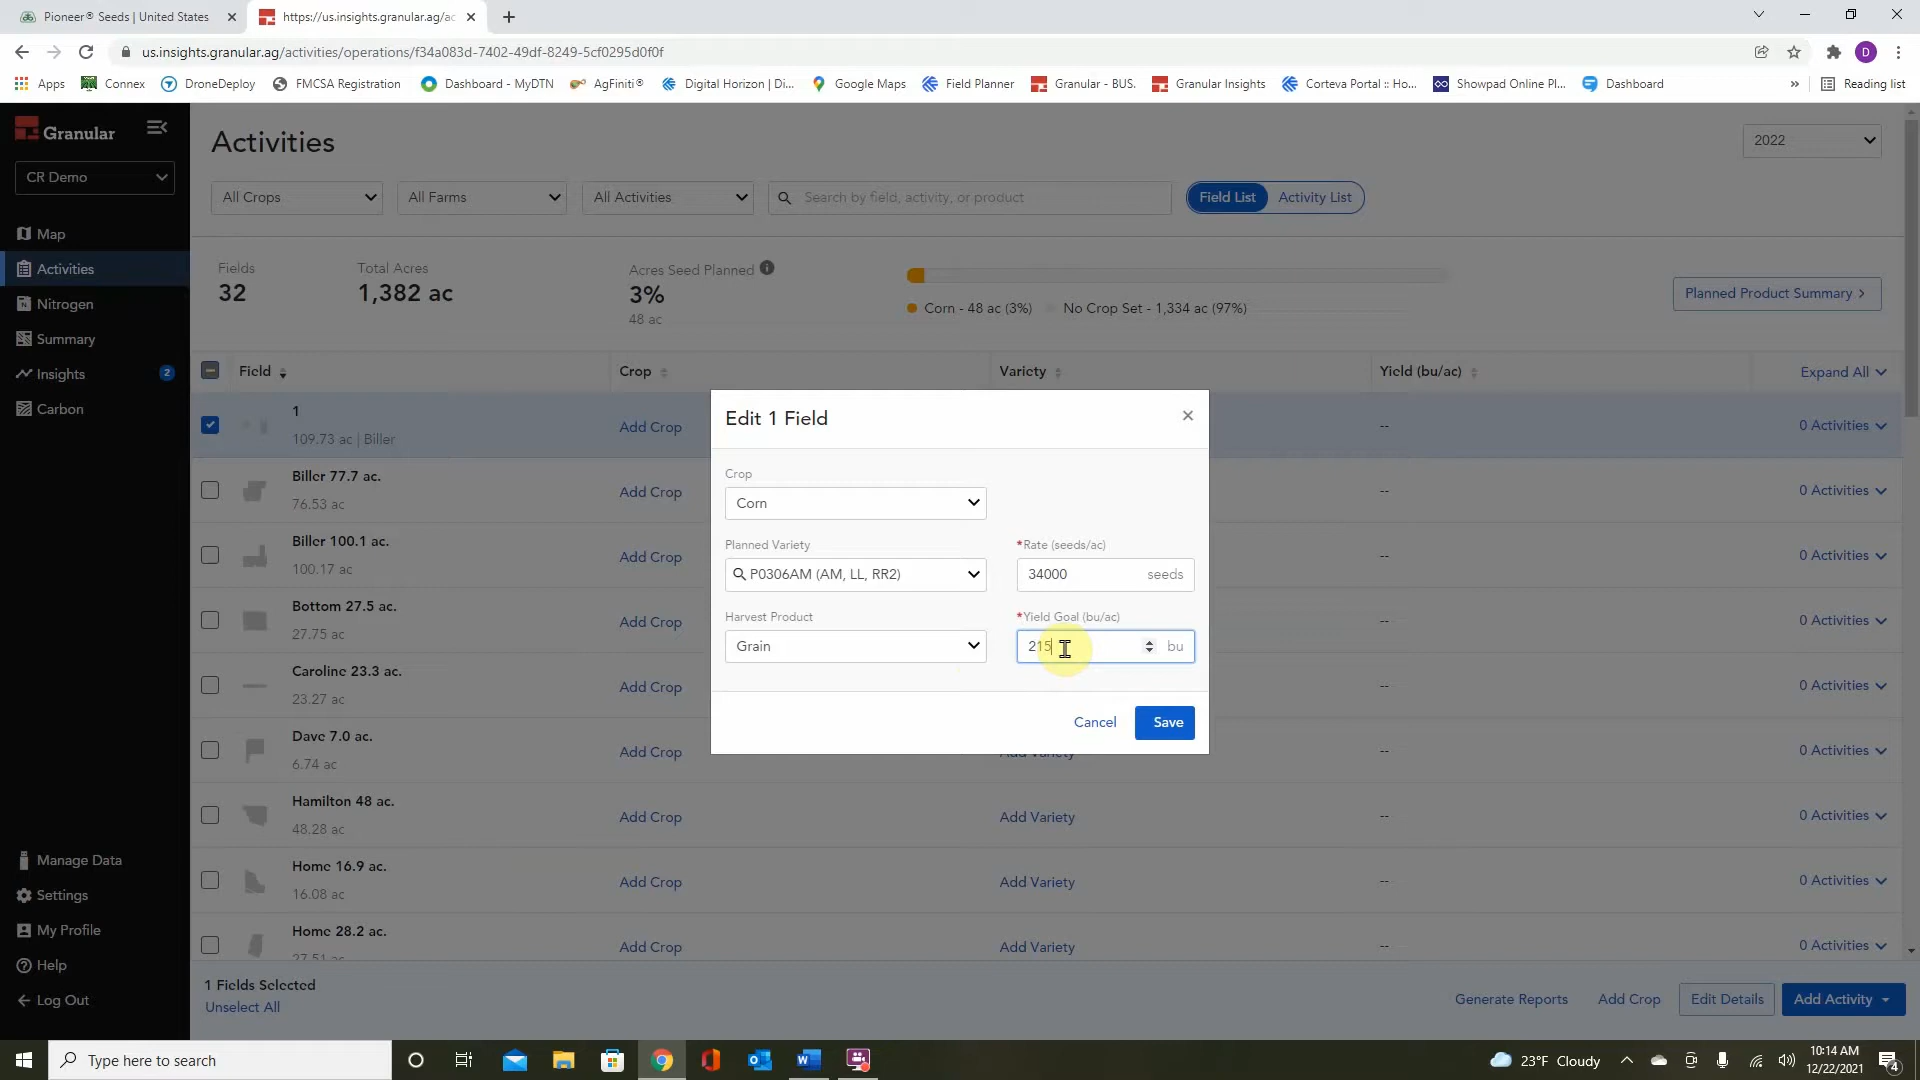 Pioneer® Seeds | United States
https://us.insights.granular.ag/ac
us.insights.granular.ag/activities/operations/f34a083d-7402-49df-8249-5cf0295d0f0f
D
Apps
Connex
DroneDeploy
FMCSA Registration
Dashboard - MyDTN
AgFiniti®
Digital Horizon | Di...
Google Maps
Field Planner
Granular - BUS.
Granular Insights
Corteva Portal :: Ho...
Showpad Online Pl...
Dashboard
»
Reading list
Granular
CR Demo
Map
Activities
Nitrogen
Summary
Insights 2
Carbon
Manage Data
Settings
My Profile
Help
Log Out
Activities
2022
All Crops
All Farms
All Activities
Search by field, activity, or product
Field List
Activity List
Fields
32
Total Acres
1,382 ac
Acres Seed Planned
3%
48 ac
Corn - 48 ac (3%)
No Crop Set - 1,334 ac (97%)
Planned Product Summary >
Field
Crop
Variety
Yield (bu/ac)
Expand All
1
109.73 ac | Biller
Add Crop
--
0 Activities
Biller 77.7 ac.
76.53 ac
Add Crop
--
0 Activities
Biller 100.1 ac.
100.17 ac
Add Crop
--
0 Activities
Bottom 27.5 ac.
27.75 ac
Add Crop
--
0 Activities
Caroline 23.3 ac.
23.27 ac
Add Crop
--
0 Activities
Dave 7.0 ac.
6.74 ac
Add Crop
Add Variety
--
0 Activities
Hamilton 48 ac.
48.28 ac
Add Crop
Add Variety
--
0 Activities
Home 16.9 ac.
16.08 ac
Add Crop
Add Variety
--
0 Activities
Home 28.2 ac.
27.51 ac
Add Crop
Add Variety
--
0 Activities
Edit 1 Field
Crop
Corn
Planned Variety
P0306AM (AM, LL, RR2)
*Rate (seeds/ac)
34000 seeds
Harvest Product
Grain
*Yield Goal (bu/ac)
215 bu
Cancel
Save
1 Fields Selected
Unselect All
Generate Reports
Add Crop
Edit Details
Add Activity
Type here to search
23°F Cloudy
10:14 AM
12/22/2021
4